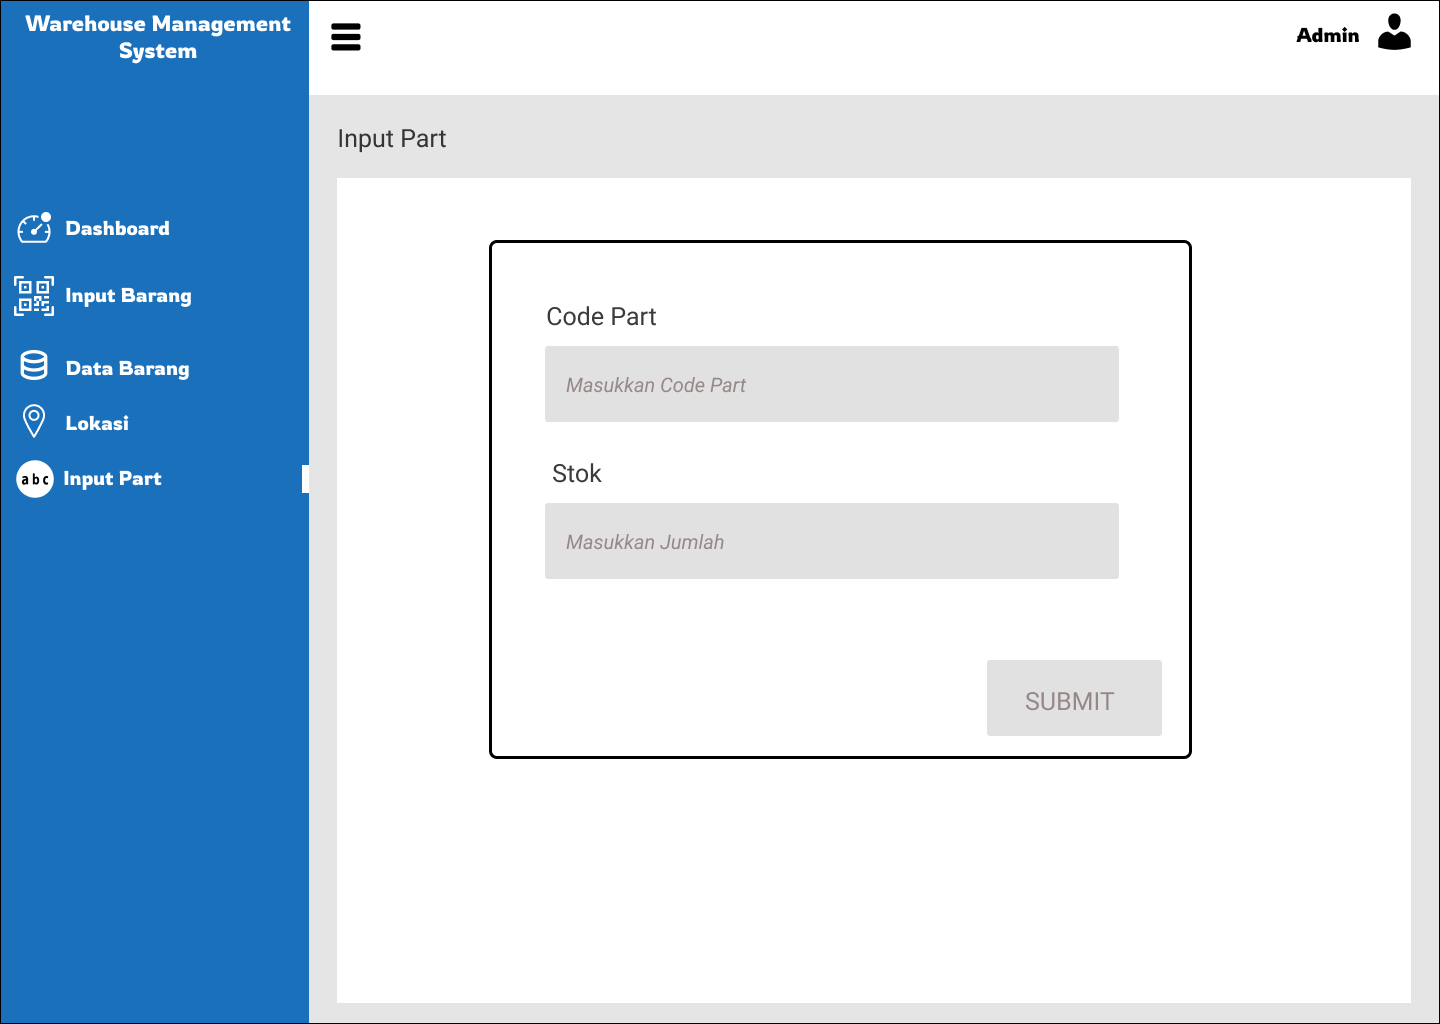 Warehouse Management
System
Admin
Dashboard
Input Barang
Data Barang
Lokasi
abc Input Part
Input Part
Code Part
Masukkan Code Part
Stok
Masukkan Jumlah
SUBMIT